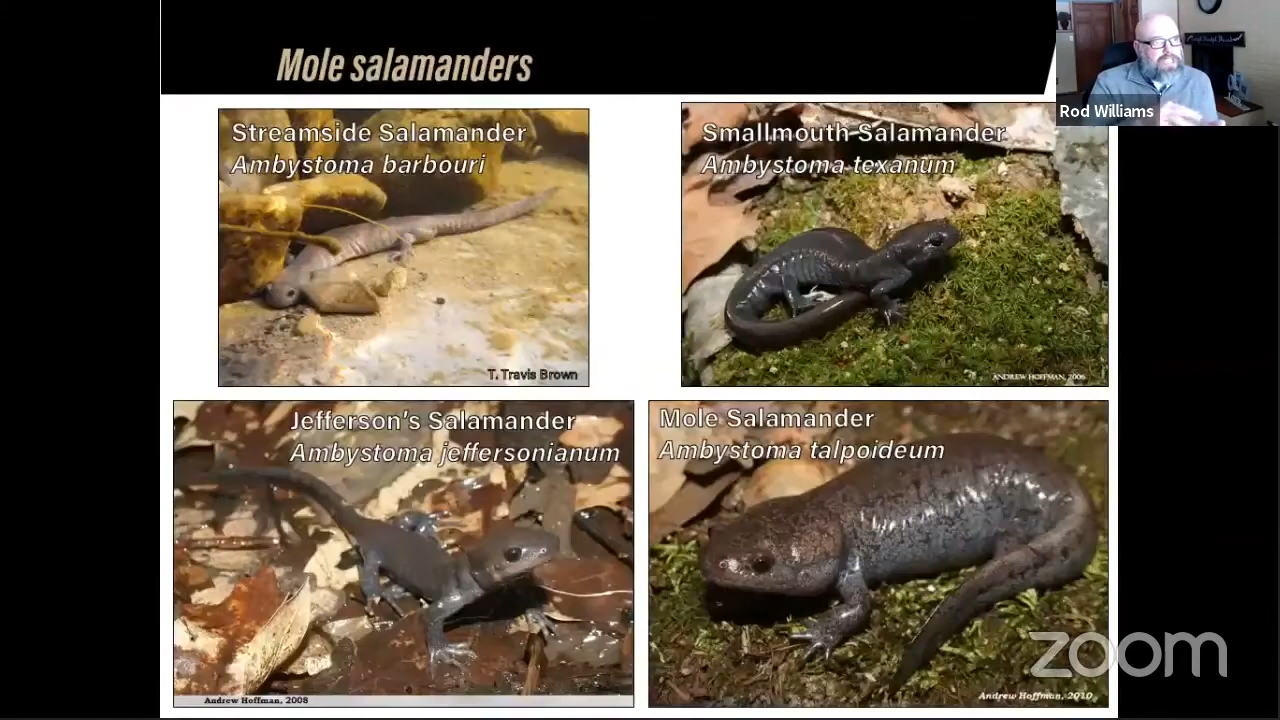 Mole salamanders
Rod Williams
Streamside Salamander
Ambystoma barbouri
T. Travis Brown
Smallmouth Salamander
Ambystoma texanum
ANDREW HOFFMAN, 2006
Jefferson's Salamander
Ambystoma jeffersonianum
Andrew Hoffman, 2008
Mole Salamander
Ambystoma talpoideum
Andrew Hoffman, 2010
zoom